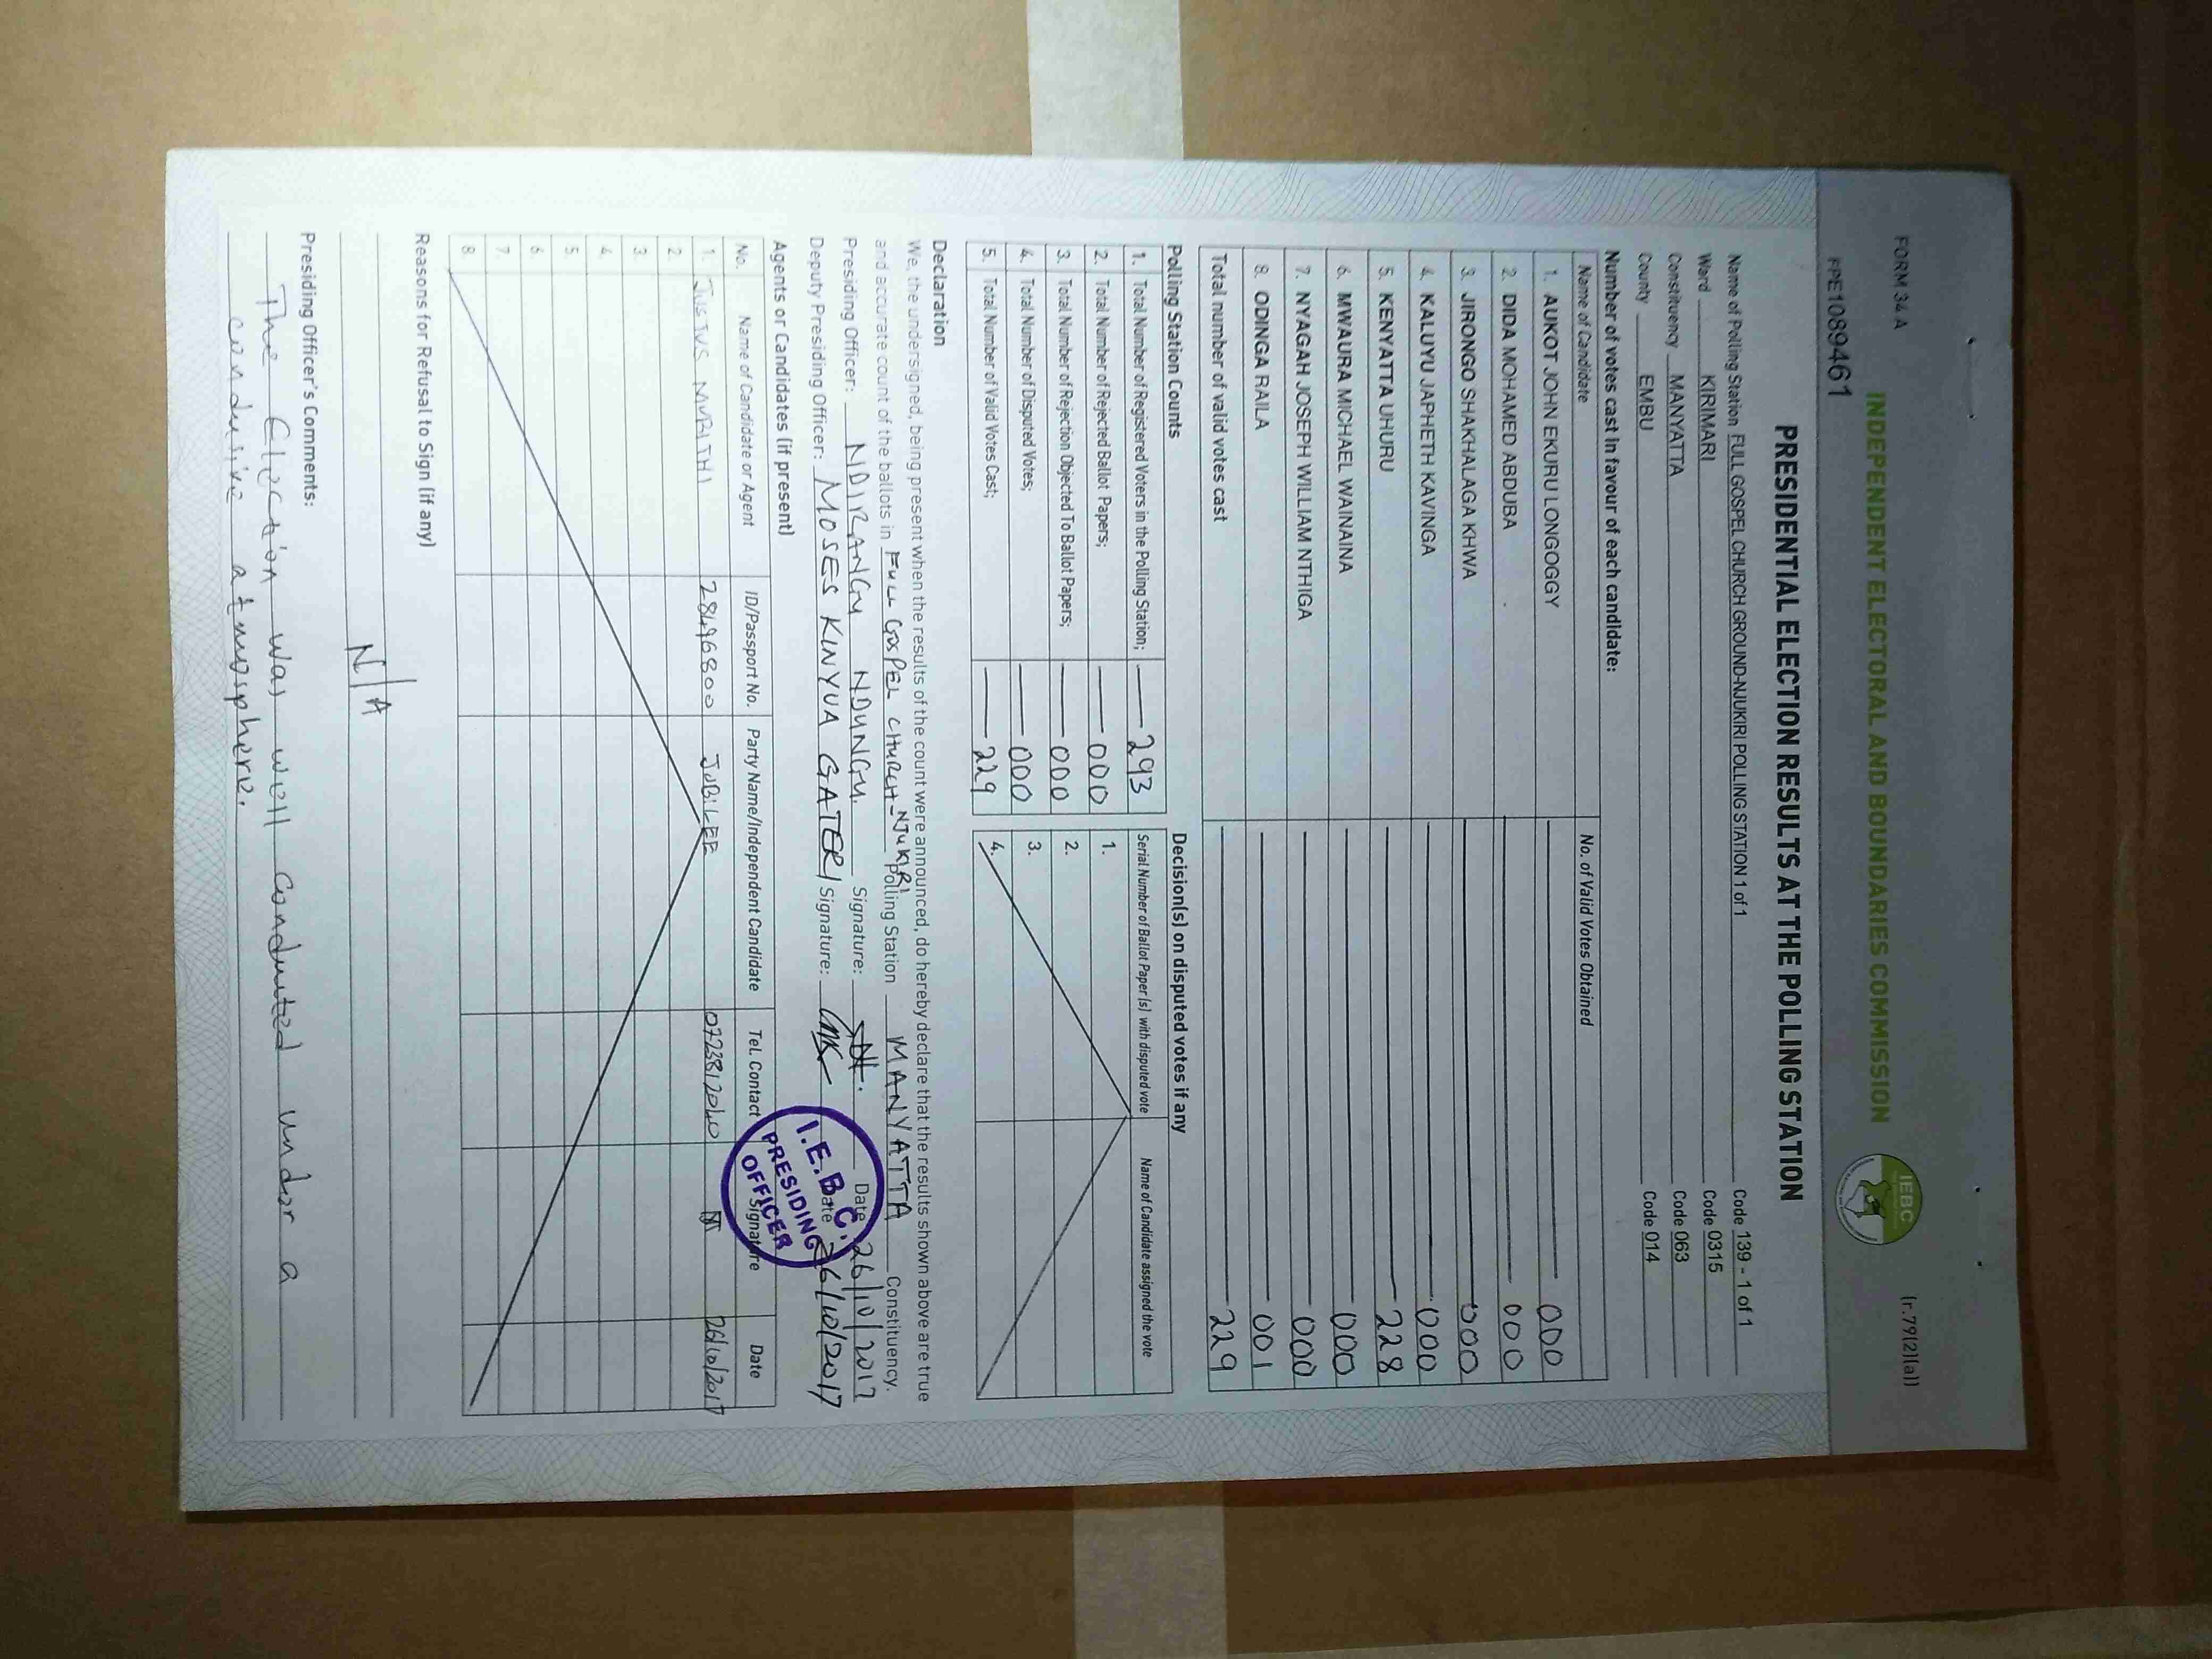 FORM 34 A
(r.79(2)(a))
INDEPENDENT ELECTORAL AND BOUNDARIES COMMISSION
IEBC
FPE1089461
PRESIDENTIAL ELECTION RESULTS AT THE POLLING STATION
Name of Polling Station FULL GOSPEL CHURCH GROUND-NJUKIRI POLLING STATION 1 of 1 Code 139 - 1 of 1
Ward KIRIMARI Code 0315
Constituency MANYATTA Code 063
County EMBU Code 014
Number of votes cast in favour of each candidate:
Name of Candidate No. of Valid Votes Obtained
1. AUKOT JOHN EKURU LONGOGGY 000
2. DIDA MOHAMED ABDUBA 000
3. JIRONGO SHAKHALAGA KHWA 000
4. KALUYU JAPHETH KAVINGA 000
5. KENYATTA UHURU 228
6. MWAURA MICHAEL WAINAINA 000
7. NYAGAH JOSEPH WILLIAM NTHIGA 000
8. ODINGA RAILA 001
Total number of valid votes cast 229
Polling Station Counts
1. Total Number of Registered Voters in the Polling Station; 293
2. Total Number of Rejected Ballot Papers; 000
3. Total Number of Rejection Objected To Ballot Papers; 000
4. Total Number of Disputed Votes; 000
5. Total Number of Valid Votes Cast; 229
Decision(s) on disputed votes if any
Serial Number of Ballot Paper (s) with disputed vote Name of Candidate assigned the vote
1.
2.
3.
4.
Declaration
We, the undersigned, being present when the results of the count were announced, do hereby declare that the results shown above are true
and accurate count of the ballots in FULL GOSPEL CHURCH-NJUKIRI Polling Station MANYATTA Constituency.
Presiding Officer: NDIRANGU NDUNGU. Signature: Date 26/10/2017
Deputy Presiding Officer: MOSES KINYUA GATERI Signature: Date 26/10/2017
I.E.B.C.
PRESIDING
OFFICER
Agents or Candidates (if present)
No. Name of Candidate or Agent ID/Passport No. Party Name/Independent Candidate Tel. Contact Signature Date
1. JUSTUS MURITHI 28496800 JUBILEE 0723812040 26/10/2017
2
3.
4.
5.
6.
7.
8.
Reasons for Refusal to Sign (if any)
N/A
Presiding Officer's Comments:
The Election was well conducted under a
condusive atmosphere.